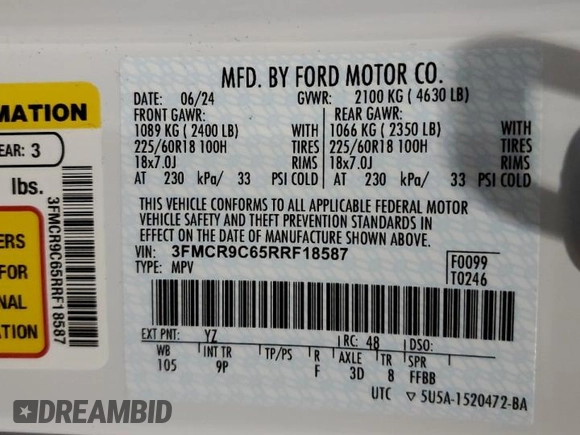 MFD. BY FORD MOTOR CO.
DATE: 06/24 GVWR: 2100 KG ( 4630 LB)
FRONT GAWR: REAR GAWR:
1089 KG ( 2400 LB) WITH 1066 KG ( 2350 LB) WITH
225/60R18 100H TIRES 225/60R18 100H TIRES
18x7.0J RIMS 18x7.0J RIMS
AT 230 kPa/ 33 PSI COLD AT 230 kPa/ 33 PSI COLD
THIS VEHICLE CONFORMS TO ALL APPLICABLE FEDERAL MOTOR
VEHICLE SAFETY AND THEFT PREVENTION STANDARDS IN
EFFECT ON THE DATE OF MANUFACTURE SHOWN ABOVE.
VIN: 3FMCR9C65RRF18587 F0099
TYPE: MPV T0246
EXT PNT: YZ RC: 48 DSO:
WB INT TR TP/PS R AXLE TR SPR
105 9P F 3D 8 FFBB
UTC ▽ 5U5A-1520472-BA
MATION
EAR: 3
lbs.
3FMCR9C65RRF18587
ERS
FOR
NAL
ATION
DREAMBID